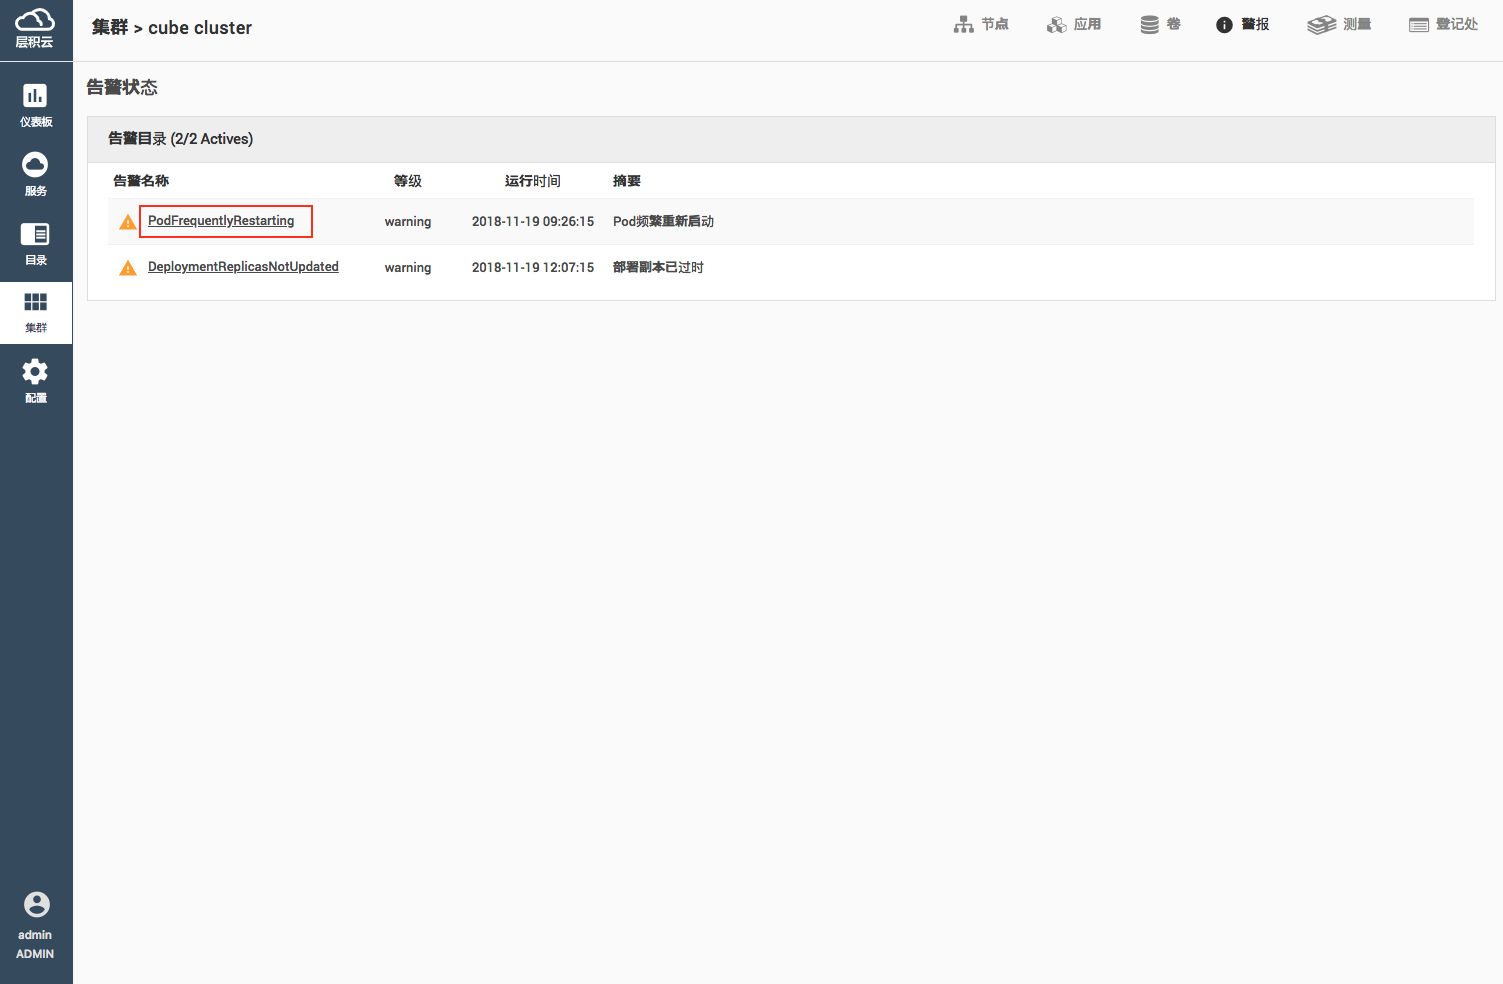 层积云
集群 > cube cluster
节点
应用
卷
警报
测量
登记处
仪表板
服务
目录
集群
配置
admin
ADMIN
告警状态
告警目录 (2/2 Actives)
告警名称 等级 运行时间 摘要
PodFrequentlyRestarting warning 2018-11-19 09:26:15 Pod频繁重新启动
DeploymentReplicasNotUpdated warning 2018-11-19 12:07:15 部署副本已过时